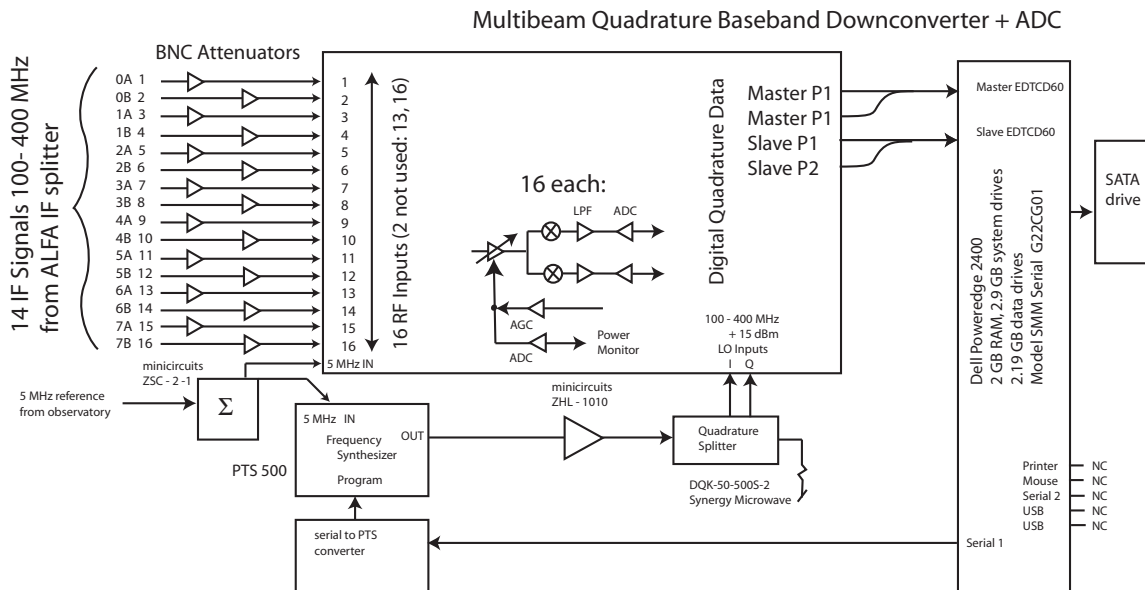 Multibeam Quadrature Baseband Downconverter + ADC
14 IF Signals 100- 400 MHz
from ALFA IF splitter
BNC Attenuators
0A 1
0B 2
1A 3
1B 4
2A 5
2B 6
3A 7
3B 8
4A 9
4B 10
5A 11
5B 12
6A 13
6B 14
7A 15
7B 16
1
2
3
4
5
6
7
8
9
10
11
12
13
14
15
16
5 MHz IN
16 RF Inputs (2 not used: 13, 16)
16 each:
LPF
ADC
AGC
ADC
Power
Monitor
Digital Quadrature Data
Master P1
Master P1
Slave P1
Slave P2
100 - 400 MHz
+ 15 dBm
LO Inputs
I Q
Master EDTCD60
Slave EDTCD60
Dell Poweredge 2400
2 GB RAM, 2.9 GB system drives
2.19 GB data drives
Model SMM Serial G22CG01
SATA
drive
minicircuits
ZSC - 2 -1
5 MHz reference
from observatory
Σ
5 MHz IN
OUT
Frequency
Synthesizer
Program
PTS 500
minicircuits
ZHL - 1010
Quadrature
Splitter
DQK-50-500S-2
Synergy Microwave
Printer NC
Mouse NC
Serial 2 NC
USB NC
USB NC
Serial 1
serial to PTS
converter